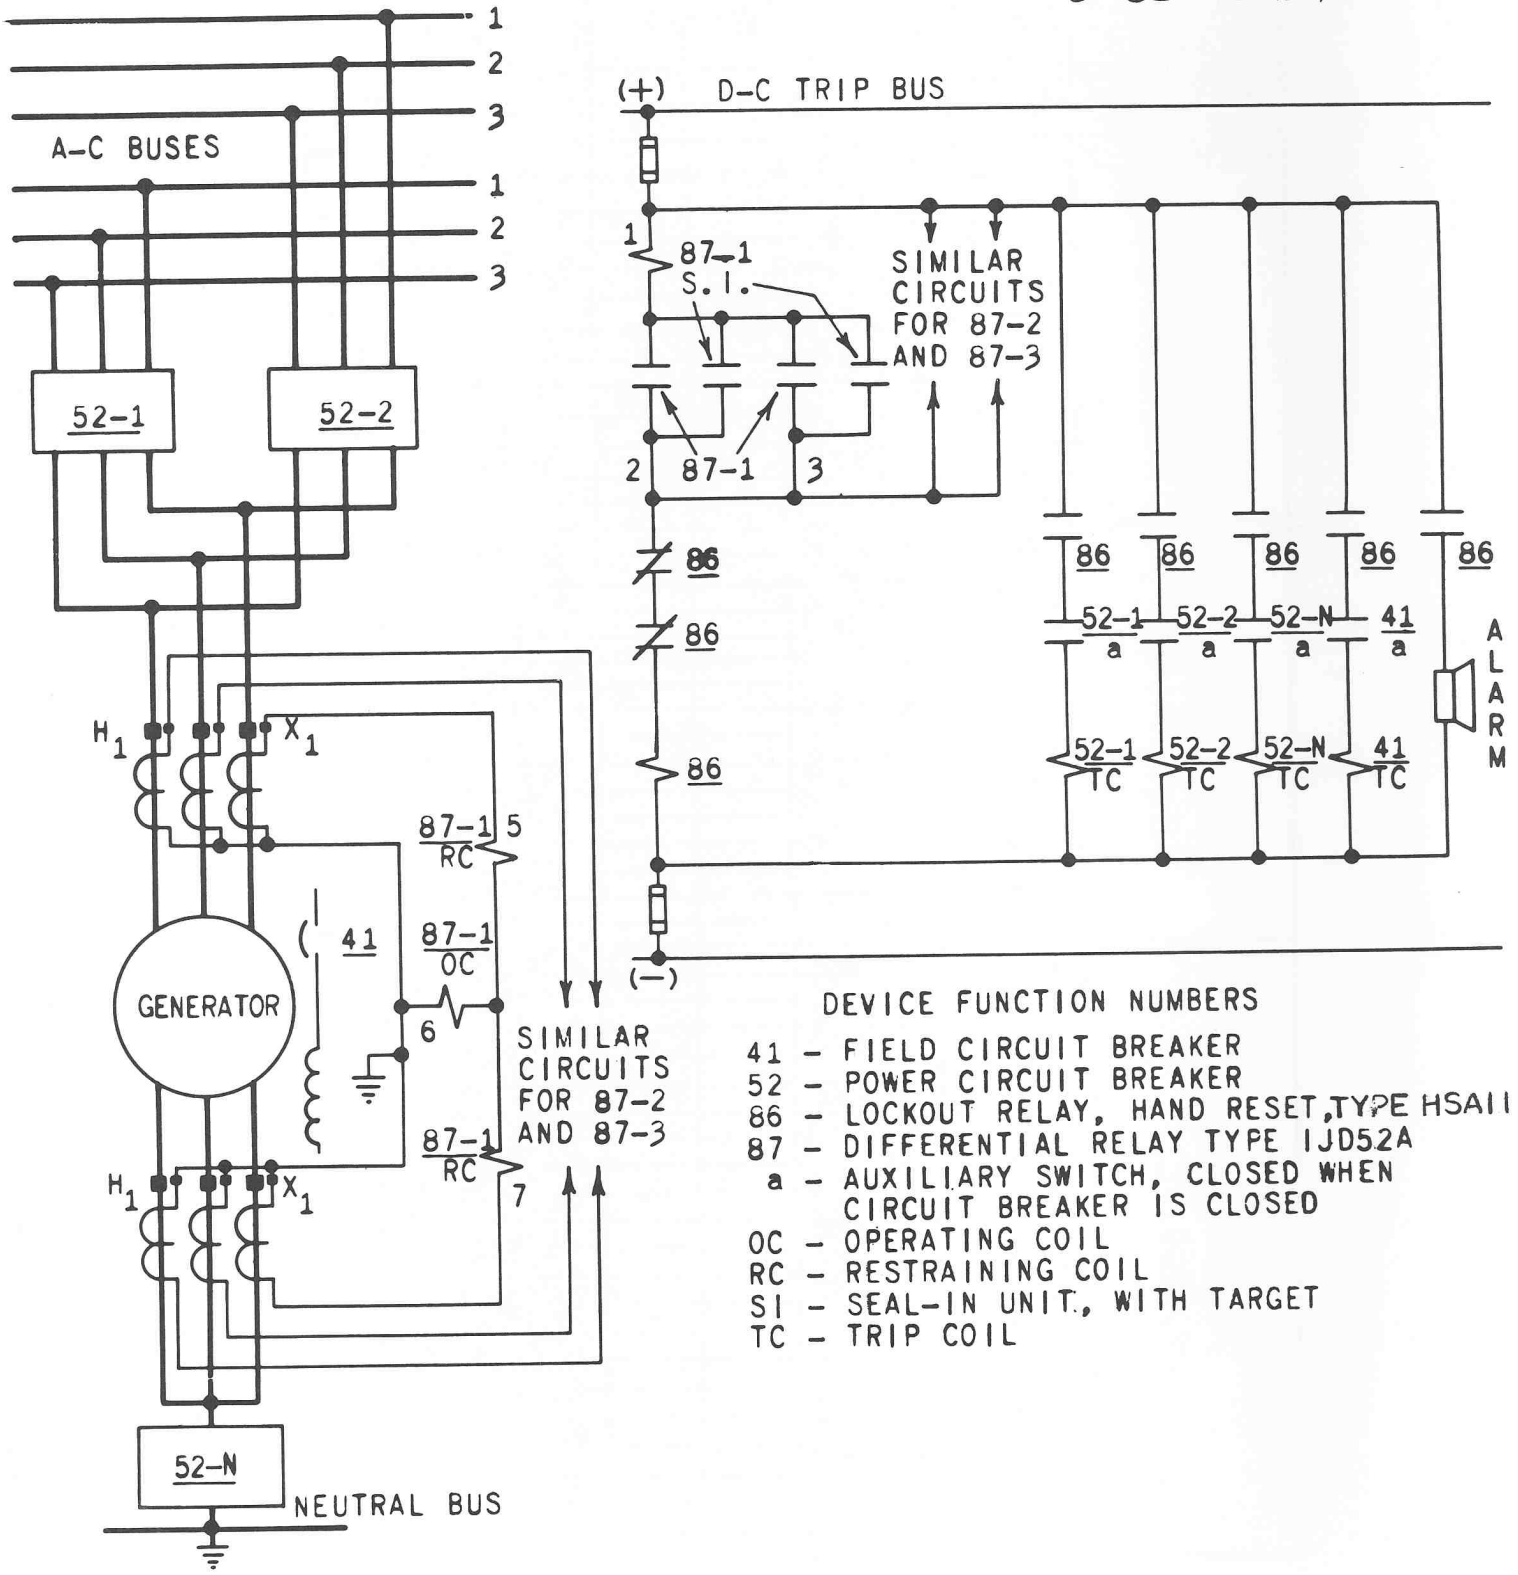 1
2
3
A-C BUSES
1
2
3
52-1
52-2
H1
X1
GENERATOR
41
87-1 5
RC
87-1
OC
6
87-1
RC
7
SIMILAR
CIRCUITS
FOR 87-2
AND 87-3
H1
X1
52-N
NEUTRAL BUS
(+) D-C TRIP BUS
1
87-1
S.I.
SIMILAR
CIRCUITS
FOR 87-2
AND 87-3
2 87-1 3
86
86
86
86 86 86 86 86
52-1 52-2 52-N 41
a a a a
52-1 52-2 52-N 41
TC TC TC TC
ALARM
(-)
DEVICE FUNCTION NUMBERS
41 - FIELD CIRCUIT BREAKER
52 - POWER CIRCUIT BREAKER
86 - LOCKOUT RELAY, HAND RESET, TYPE HSA11
87 - DIFFERENTIAL RELAY TYPE IJD52A
a - AUXILIARY SWITCH, CLOSED WHEN
CIRCUIT BREAKER IS CLOSED
OC - OPERATING COIL
RC - RESTRAINING COIL
SI - SEAL-IN UNIT, WITH TARGET
TC - TRIP COIL